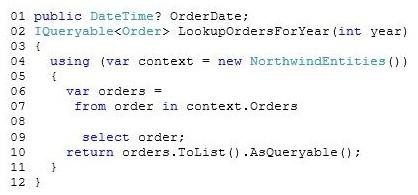 01 public DateTime? OrderDate;
02 IQueryable<Order> LookupOrdersForYear(int year)
03 {
04   using (var context = new NorthwindEntities())
05   {
06     var orders =
07      from order in context.Orders
08
09       select order;
10     return orders.ToList().AsQueryable();
11   }
12 }